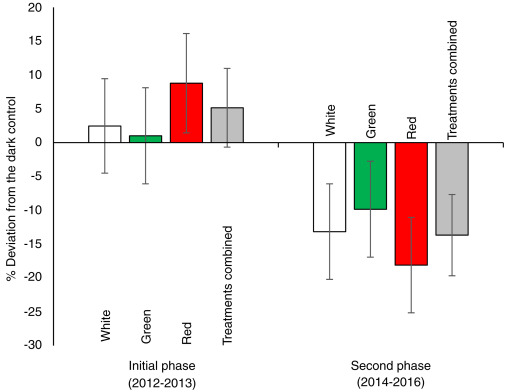 20
15
10
5
0
-5
-10
-15
-20
-25
-30
% Deviation from the dark control
White
Green
Red
Treatments combined
White
Green
Red
Treatments combined
Initial phase
(2012-2013)
Second phase
(2014-2016)